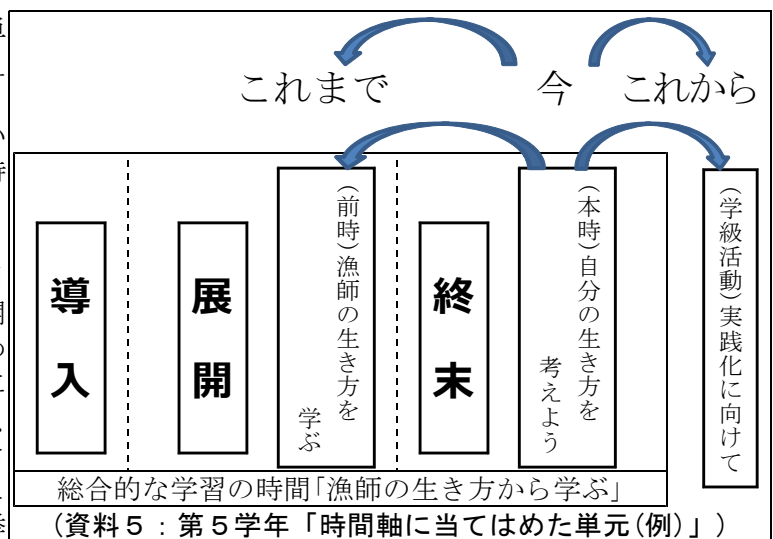 これまで
今
これから
導入
展開
(前時)漁師の生き方を
学ぶ
終末
(本時)自分の生き方を
考えよう
(学級活動)実践化に向けて
総合的な学習の時間「漁師の生き方から学ぶ」
(資料５：第５学年「時間軸に当てはめた単元(例)」)